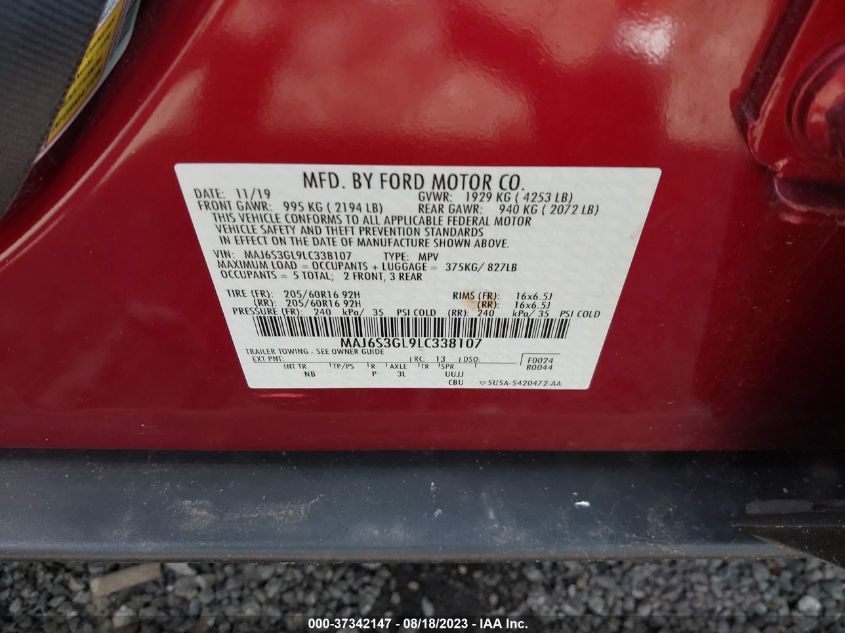 MFD. BY FORD MOTOR CO.
DATE: 11/19 GVWR: 1929 KG ( 4253 LB)
FRONT GAWR: 995 KG ( 2194 LB) REAR GAWR: 940 KG ( 2072 LB)
THIS VEHICLE CONFORMS TO ALL APPLICABLE FEDERAL MOTOR
VEHICLE SAFETY AND THEFT PREVENTION STANDARDS
IN EFFECT ON THE DATE OF MANUFACTURE SHOWN ABOVE.
VIN: MAJ6S3GL9LC338107 TYPE: MPV
MAXIMUM LOAD = OCCUPANTS + LUGGAGE = 375KG/ 827LB
OCCUPANTS = 5 TOTAL; 2 FRONT, 3 REAR
TIRE (FR): 205/60R16 92H RIMS (FR): 16x6.5J
(RR): 205/60R16 92H (RR): 16x6.5J
PRESSURE (FR): 240 kPa/ 35 PSI COLD (RR): 240 kPa/ 35 PSI COLD
MAJ6S3GL9LC338107
TRAILER TOWING - SEE OWNER GUIDE
EXT PNT: RC: 13 DSO: F0024
INT TR TP/PS R AXLE TR SPR R0044
NB P 3L UUJJ
CBU 5U5A-5420472-AA
000-37342147 - 08/18/2023 - IAAI.com